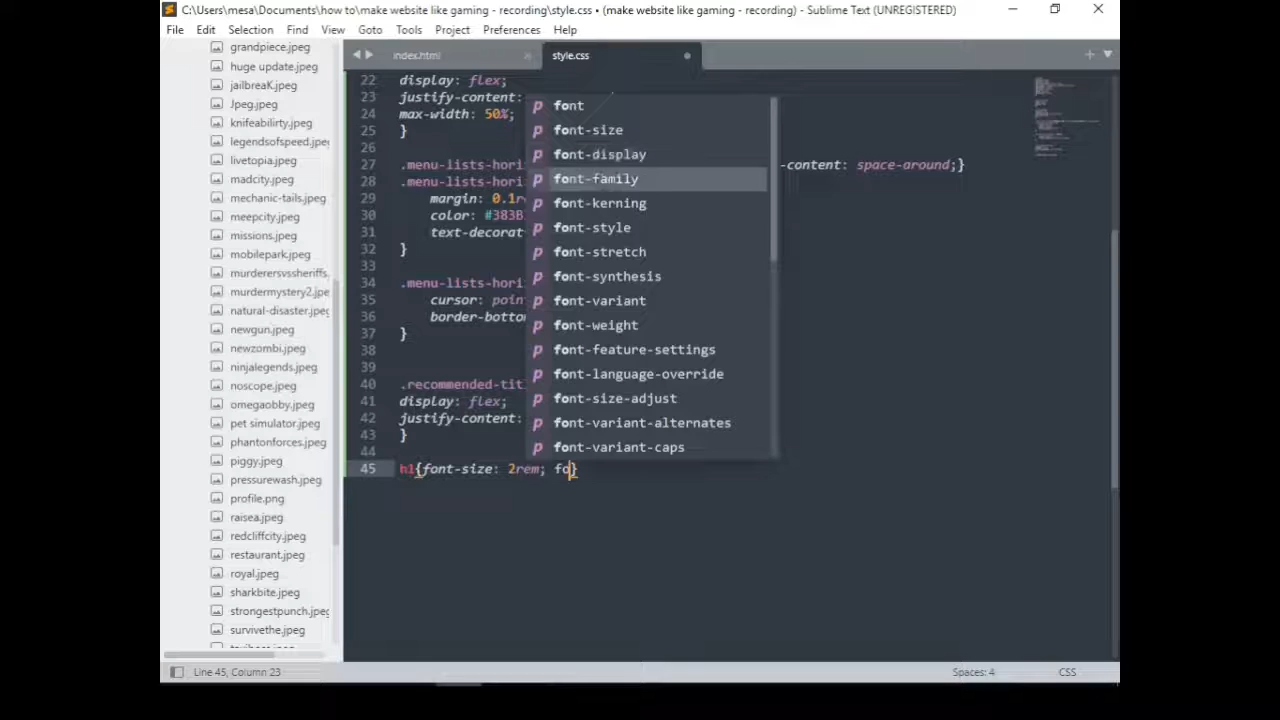 C:\Users\mesa\Documents\how to\make website like gaming - recording\style.css • (make website like gaming - recording) - Sublime Text (UNREGISTERED)
File Edit Selection Find View Goto Tools Project Preferences Help
grandpiece.jpeg
huge update.jpeg
jailbreaK.jpeg
Jpeg.jpeg
knifeabilirty.jpeg
legendsofspeed.jpeg
livetopia.jpeg
madcity.jpeg
mechanic-tails.jpeg
meepcity.jpeg
missions.jpeg
mobilepark.jpeg
murderersvssheriffs.
murdermystery2.jpe
natural-disaster.jpeg
newgun.jpeg
newzombi.jpeg
ninjalegends.jpeg
noscope.jpeg
omegaobby.jpeg
pet simulator.jpeg
phantonforces.jpeg
piggy.jpeg
pressurewash.jpeg
profile.png
raisea.jpeg
redcliffcity.jpeg
restaurant.jpeg
royal.jpeg
sharkbite.jpeg
strongestpunch.jpeg
survivethe.jpeg
index.html × style.css
22 display: flex;
23 justify-content:
24 max-width: 50%;
25 }
26
27 .menu-lists-hori -content: space-around;}
28 .menu-lists-hori
29 margin: 0.1r
30 color: #383B
31 text-decorat
32 }
33
34 .menu-lists-hori
35 cursor: poin
36 border-botto
37 }
38
39
40 .recommended-tit
41 display: flex;
42 justify-content:
43 }
44
45 h1{font-size: 2rem; fo}
p font
p font-size
p font-display
p font-family
p font-kerning
p font-style
p font-stretch
p font-synthesis
p font-variant
p font-weight
p font-feature-settings
p font-language-override
p font-size-adjust
p font-variant-alternates
p font-variant-caps
Line 45, Column 23 Spaces: 4 CSS